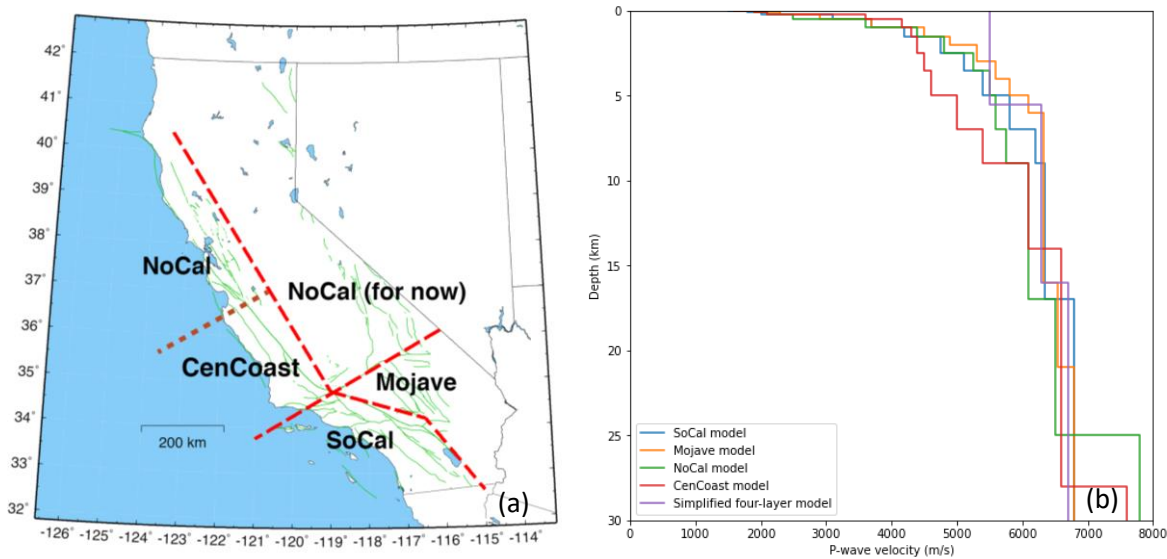 42˚
41˚
40˚
39˚
38˚
37˚
36˚
35˚
34˚
33˚
32˚
NoCal
NoCal (for now)
CenCoast
Mojave
SoCal
200 km
(a)
-126˚ -125˚ -124˚ -123˚ -122˚ -121˚ -120˚ -119˚ -118˚ -117˚ -116˚ -115˚ -114˚
0
5
10
15
20
25
30
Depth (km)
SoCal model
Mojave model
NoCal model
CenCoast model
Simplified four-layer model
(b)
0 1000 2000 3000 4000 5000 6000 7000 8000
P-wave velocity (m/s)